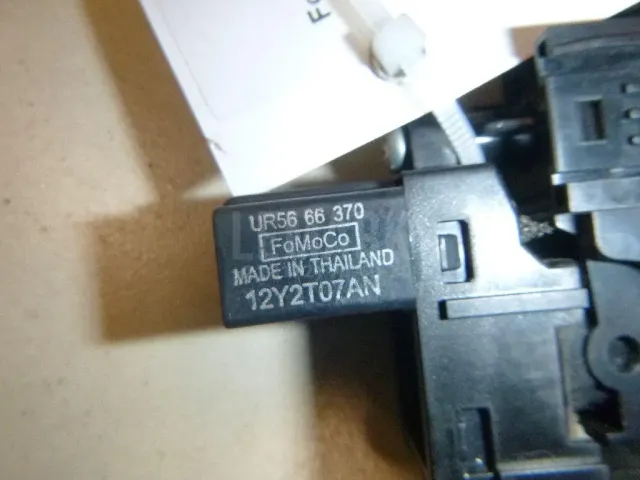 UR56 66 370
FoMoCo
MADE IN THAILAND
12Y2T07AN